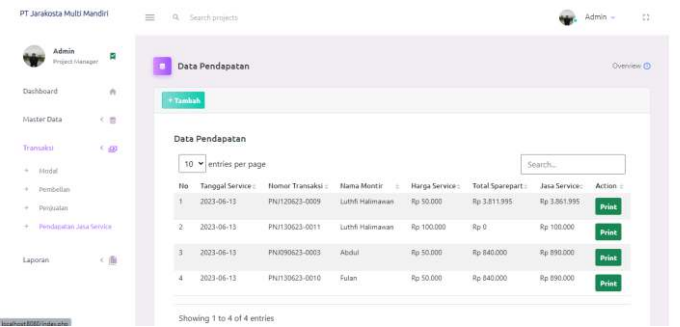 PT Jarakosta Multi Mandiri
Search projects
Admin
Admin
Project Manager
Dashboard
Master Data
Transaksi
Modal
Pembelian
Penjualan
Pendapatan Jasa Service
Laporan
Data Pendapatan
Overview
+ Tambah
Data Pendapatan
10 entries per page
Search...
No Tanggal Service Nomor Transaksi Nama Montir Harga Service Total Sparepart Jasa Service Action
1 2023-06-13 PNJ120623-0009 Luthfi Halimawan Rp 50.000 Rp 3.811.995 Rp 3.861.995 Print
2 2023-06-13 PNJ130623-0011 Luthfi Halimawan Rp 100.000 Rp 0 Rp 100.000 Print
3 2023-06-13 PNJ090623-0003 Abdul Rp 50.000 Rp 840.000 Rp 890.000 Print
4 2023-06-13 PNJ130623-0010 Fulan Rp 50.000 Rp 840.000 Rp 890.000 Print
Showing 1 to 4 of 4 entries
localhost:8080/index.php